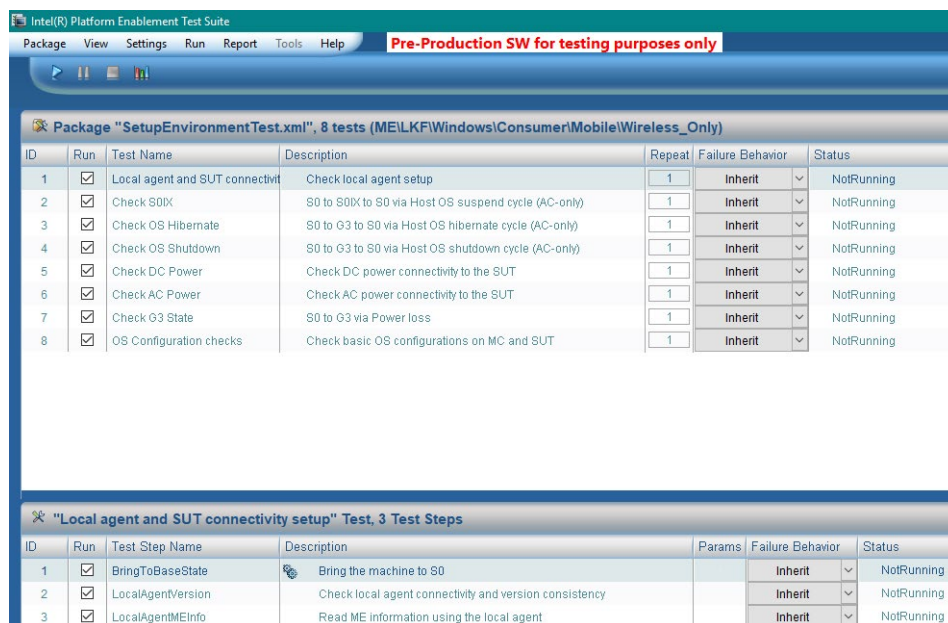 Intel(R) Platform Enablement Test Suite
Package View Settings Run Report Tools Help Pre-Production SW for testing purposes only
Package "SetupEnvironmentTest.xml", 8 tests (ME\LKF\Windows\Consumer\Mobile\Wireless_Only)
ID Run Test Name Description Repeat Failure Behavior Status
1 Local agent and SUT connectivit Check local agent setup 1 Inherit NotRunning
2 Check S0IX S0 to S0IX to S0 via Host OS suspend cycle (AC-only) 1 Inherit NotRunning
3 Check OS Hibernate S0 to G3 to S0 via Host OS hibernate cycle (AC-only) 1 Inherit NotRunning
4 Check OS Shutdown S0 to G3 to S0 via Host OS shutdown cycle (AC-only) 1 Inherit NotRunning
5 Check DC Power Check DC power connectivity to the SUT 1 Inherit NotRunning
6 Check AC Power Check AC power connectivity to the SUT 1 Inherit NotRunning
7 Check G3 State S0 to G3 via Power loss 1 Inherit NotRunning
8 OS Configuration checks Check basic OS configurations on MC and SUT 1 Inherit NotRunning
"Local agent and SUT connectivity setup" Test, 3 Test Steps
ID Run Test Step Name Description Params Failure Behavior Status
1 BringToBaseState Bring the machine to S0 Inherit NotRunning
2 LocalAgentVersion Check local agent connectivity and version consistency Inherit NotRunning
3 LocalAgentMEInfo Read ME information using the local agent Inherit NotRunning